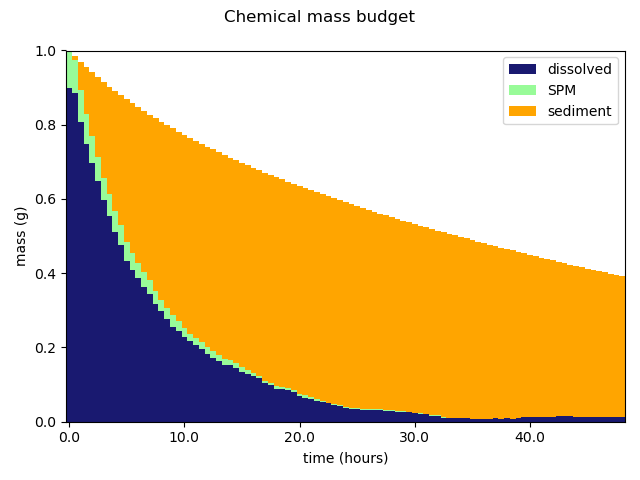 Chemical mass budget
1.0
0.8
0.6
0.4
0.2
0.0
mass (g)
dissolved
SPM
sediment
0.0 10.0 20.0 30.0 40.0
time (hours)